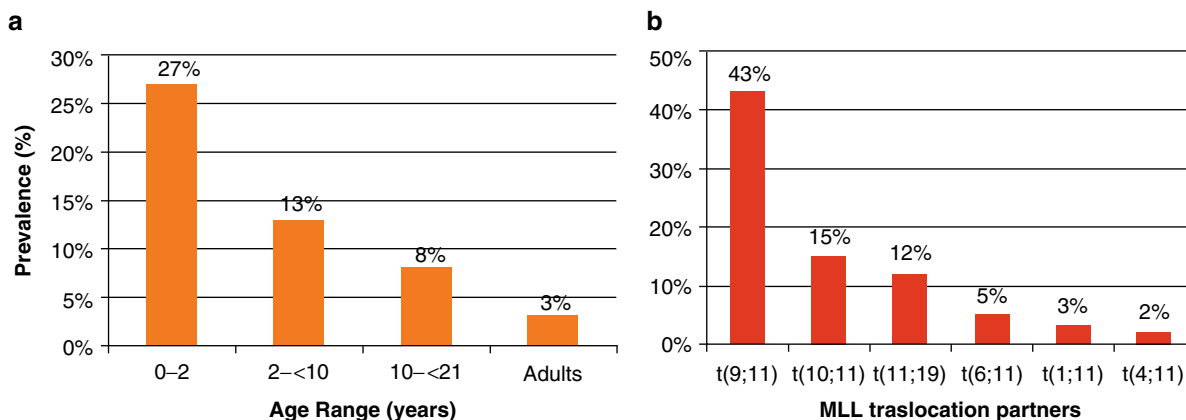 a
Prevalence (%)
30%
25%
20%
15%
10%
5%
0%
27%
13%
8%
3%
0–2
2–<10
10–<21
Adults
Age Range (years)
b
50%
40%
30%
20%
10%
0%
43%
15%
12%
5%
3%
2%
t(9;11)
t(10;11)
t(11;19)
t(6;11)
t(1;11)
t(4;11)
MLL traslocation partners